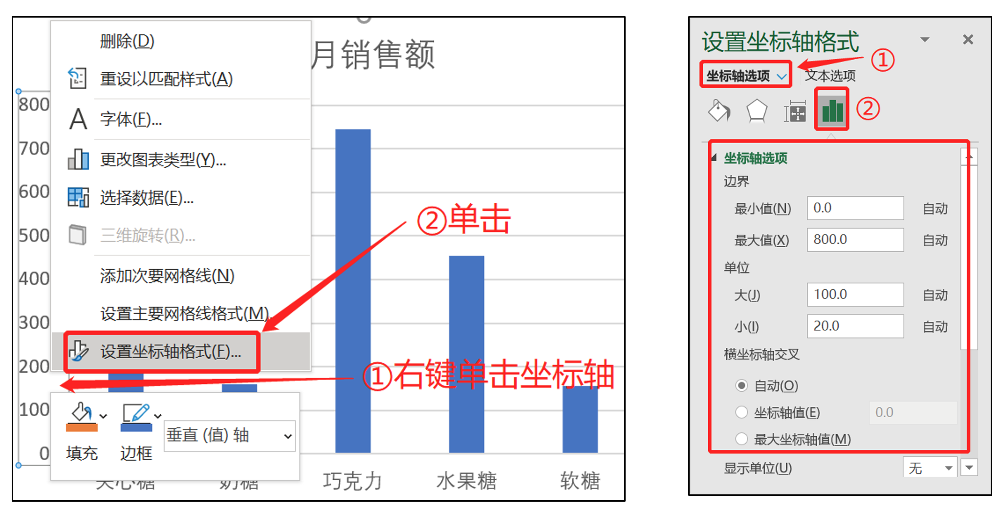 删除(D)
月销售额
重设以匹配样式(A)
字体(F)...
更改图表类型(Y)...
选择数据(E)...
三维旋转(R)...
添加次要网格线(N)
设置主要网格线格式(M)
设置坐标轴格式(F)...
②单击
①右键单击坐标轴
800
700
600
500
400
300
200
100
0
填充
边框
垂直 (值) 轴
夹心糖
奶糖
巧克力
水果糖
软糖
设置坐标轴格式
①
坐标轴选项
文本选项
②
坐标轴选项
边界
最小值(N) 0.0 自动
最大值(X) 800.0 自动
单位
大(J) 100.0 自动
小(I) 20.0 自动
横坐标轴交叉
自动(O)
坐标轴值(E) 0.0
最大坐标轴值(M)
显示单位(U) 无